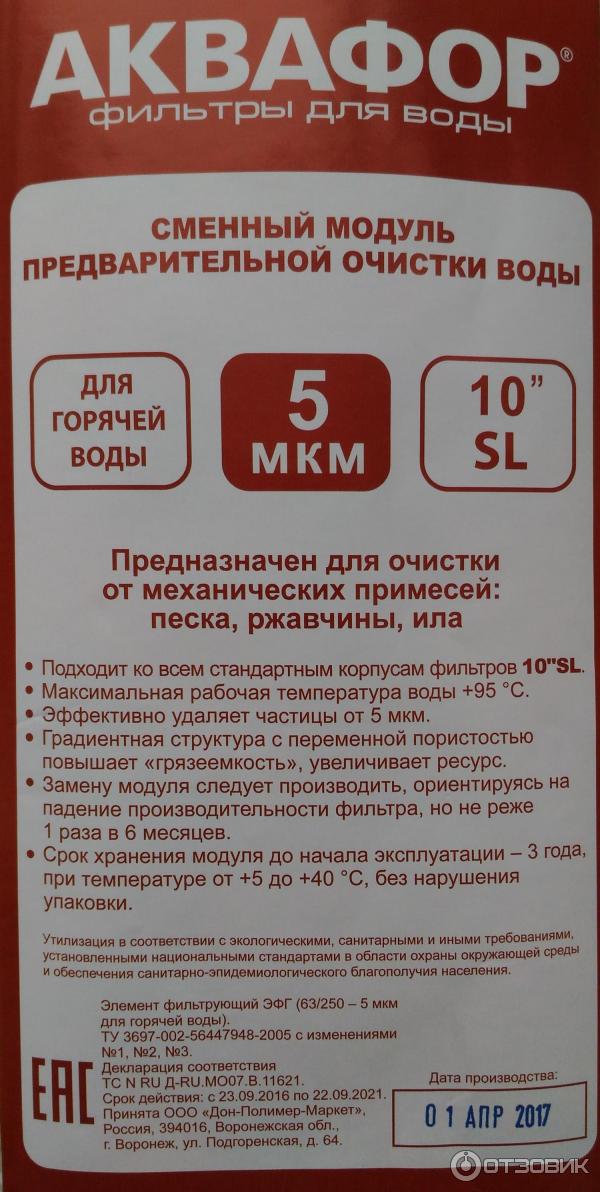 АКВАФОР®
ФИЛЬТРЫ ДЛЯ ВОДЫ
СМЕННЫЙ МОДУЛЬ
ПРЕДВАРИТЕЛЬНОЙ ОЧИСТКИ ВОДЫ
ДЛЯ
ГОРЯЧЕЙ
ВОДЫ
5
МКМ
10”
SL
Предназначен для очистки
от механических примесей:
песка, ржавчины, ила
• Подходит ко всем стандартным корпусам фильтров 10"SL.
• Максимальная рабочая температура воды +95 °С.
• Эффективно удаляет частицы от 5 мкм.
• Градиентная структура с переменной пористостью
повышает «грязеемкость», увеличивает ресурс.
• Замену модуля следует производить, ориентируясь на
падение производительности фильтра, но не реже
1 раза в 6 месяцев.
• Срок хранения модуля до начала эксплуатации – 3 года,
при температуре от +5 до +40 °С, без нарушения
упаковки.
Утилизация в соответствии с экологическими, санитарными и иными требованиями,
установленными национальными стандартами в области охраны окружающей среды
и обеспечения санитарно-эпидемиологического благополучия населения.
Элемент фильтрующий ЭФГ (63/250 – 5 мкм
для горячей воды).
ТУ 3697-002-56447948-2005 с изменениями
№1, №2, №3.
Декларация соответствия
ТС N RU Д-RU.МО07.В.11621.
Срок действия: с 23.09.2016 по 22.09.2021.
Принята ООО «Дон-Полимер-Маркет»,
Россия, 394016, Воронежская обл.,
г. Воронеж, ул. Подгоренская, д. 64.
ЕАС
Дата производства:
01 АПР 2017
ОТЗОВИК